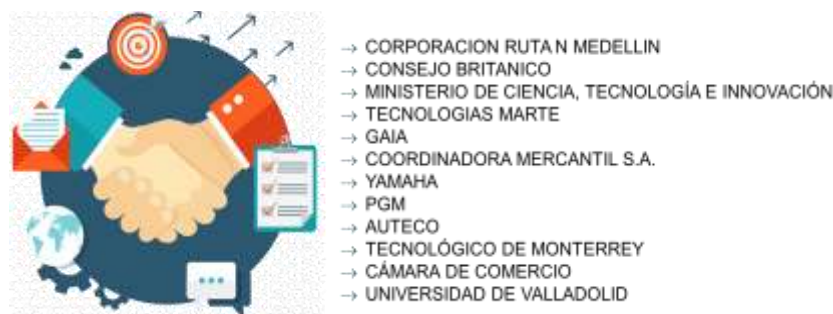 → CORPORACION RUTA N MEDELLIN
→ CONSEJO BRITANICO
→ MINISTERIO DE CIENCIA, TECNOLOGÍA E INNOVACIÓN
→ TECNOLOGIAS MARTE
→ GAIA
→ COORDINADORA MERCANTIL S.A.
→ YAMAHA
→ PGM
→ AUTECO
→ TECNOLÓGICO DE MONTERREY
→ CÁMARA DE COMERCIO
→ UNIVERSIDAD DE VALLADOLID